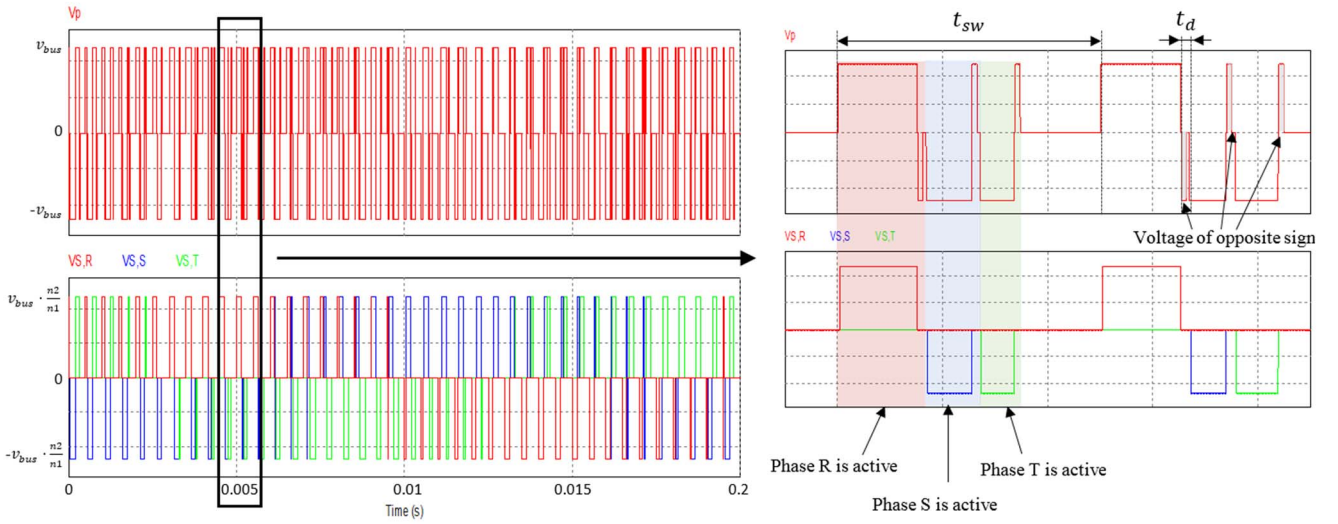 Vp
v_bus
0
-v_bus
VS,R VS,S VS,T
v_bus · n2/n1
0
-v_bus · n2/n1
0 0.005 0.01 0.015 0.2
Time (s)
t_sw t_d
Vp
Voltage of opposite sign
VS,R VS,S VS,T
Phase R is active
Phase T is active
Phase S is active